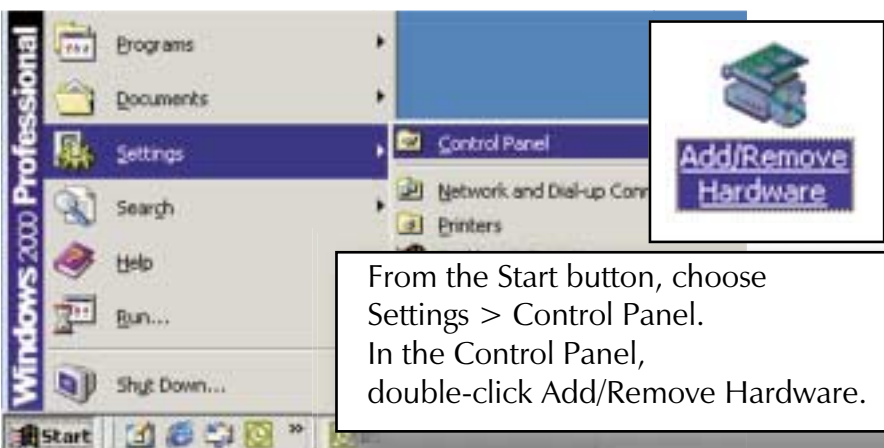 Windows 2000 Professional
Programs
Documents
Settings
Search
Help
Run...
Shut Down...
Control Panel
Network and Dial-up Conn
Printers
Add/Remove
Hardware
From the Start button, choose
Settings > Control Panel.
In the Control Panel,
double-click Add/Remove Hardware.
Start
»